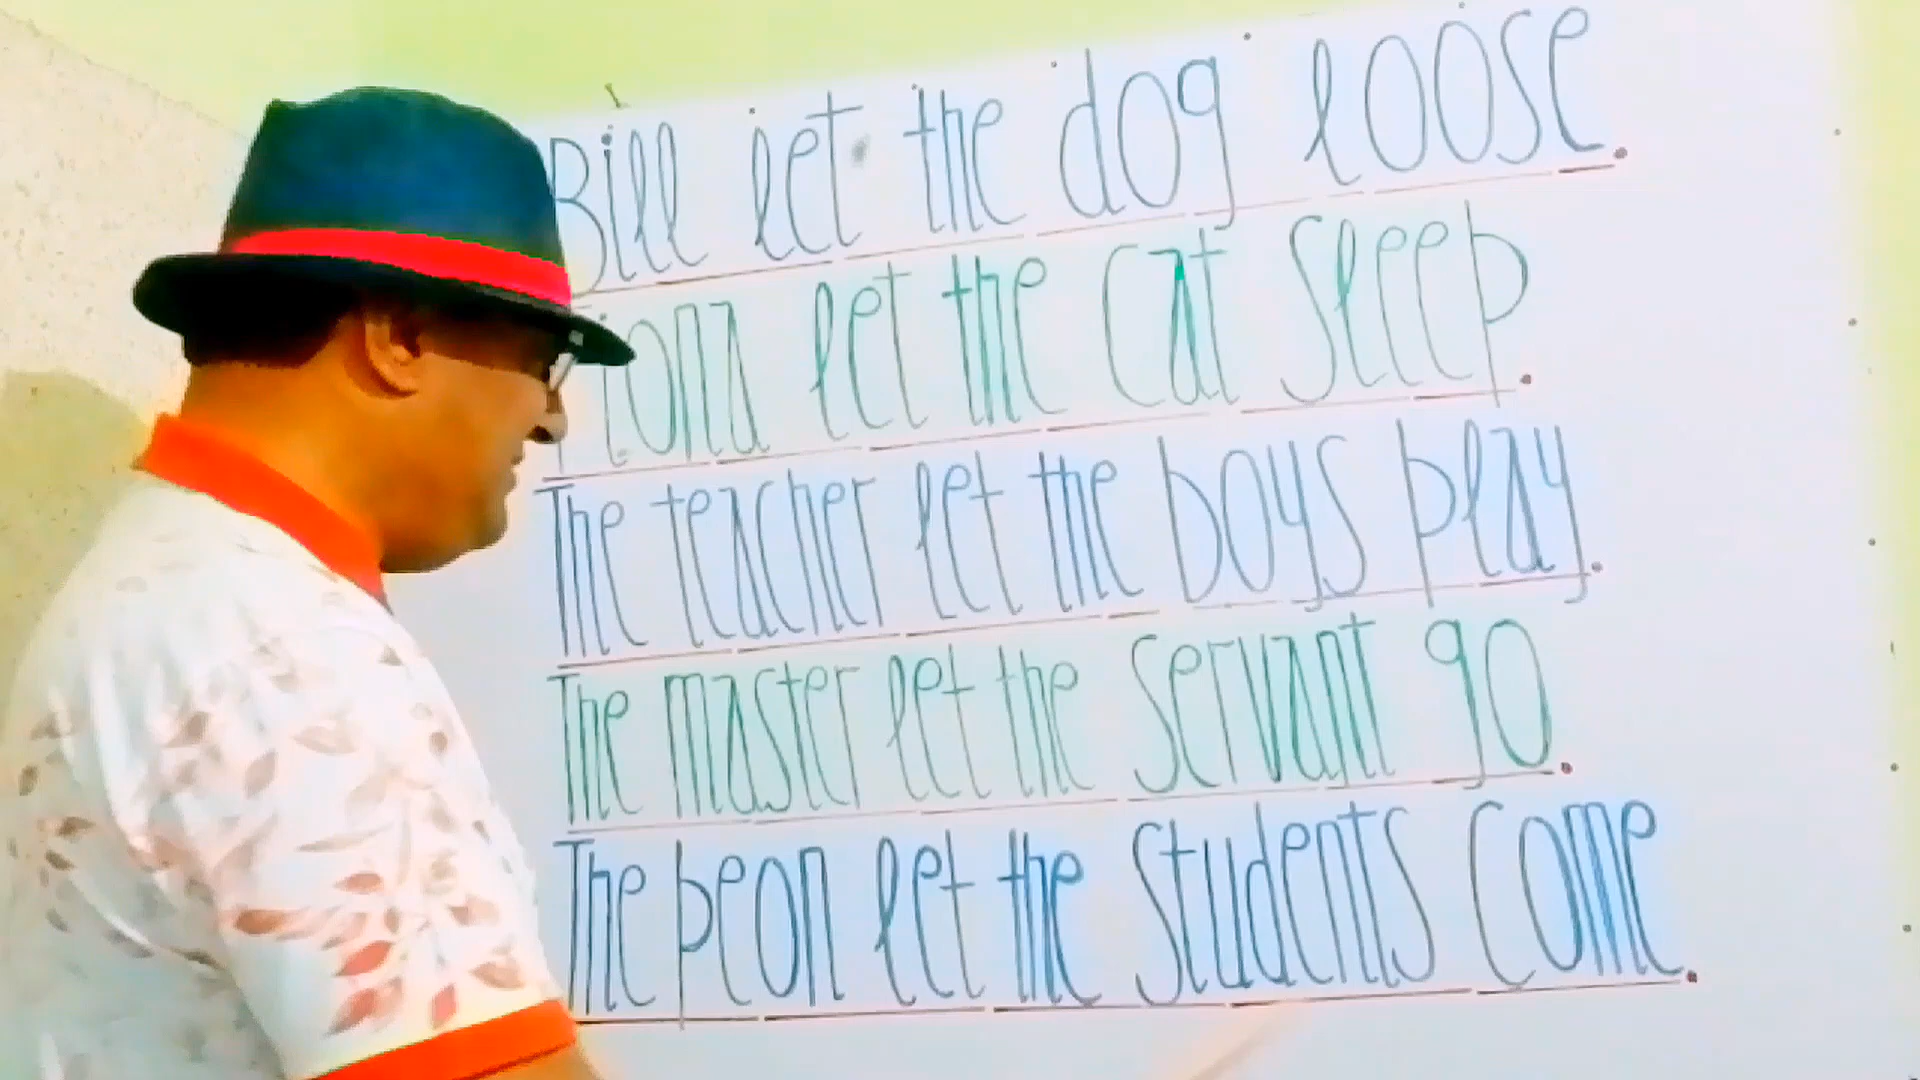 Bill let the dog loose.
Fiona let the cat sleep.
The teacher let the boys play.
The master let the servant go.
The peon let the students come.